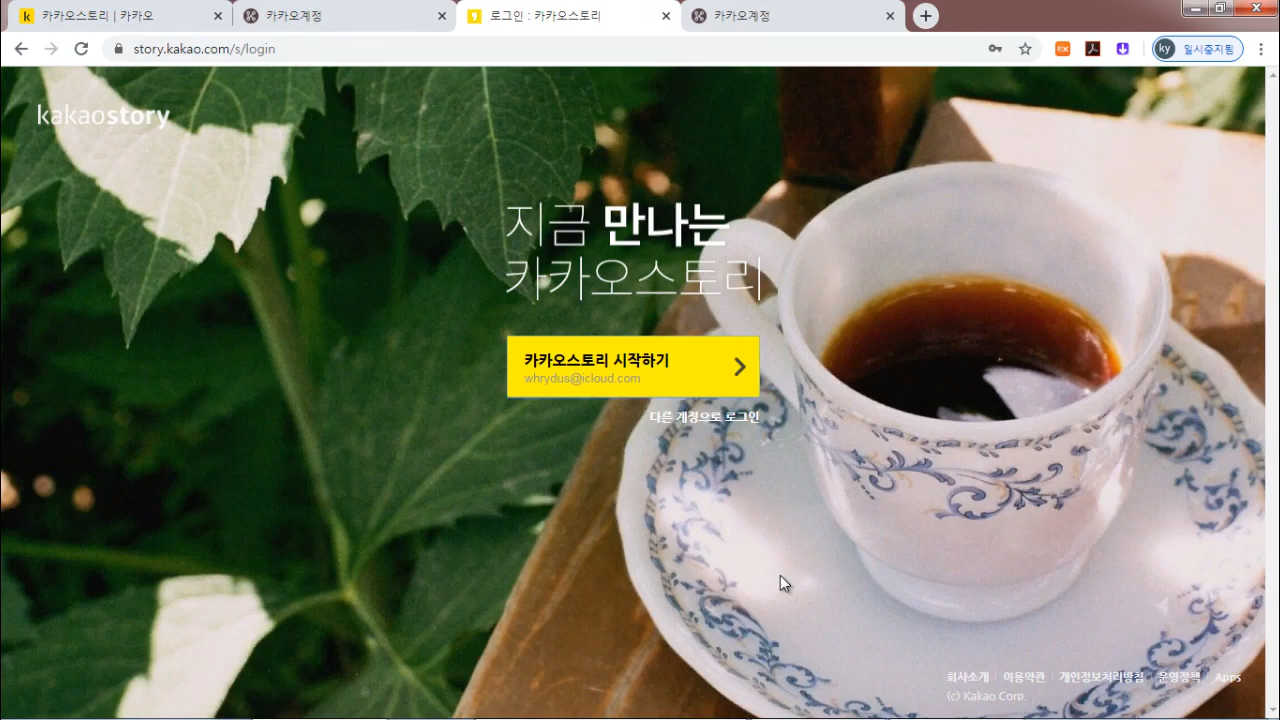 카카오스토리 | 카카오
카카오계정
로그인 : 카카오스토리
카카오계정
story.kakao.com/s/login
ky 일시중지됨
kakaostory
지금 만나는
카카오스토리
카카오스토리 시작하기
whrydus@icloud.com
다른 계정으로 로그인
회사소개 이용약관 개인정보처리방침 운영정책 Apps
(c) Kakao Corp.